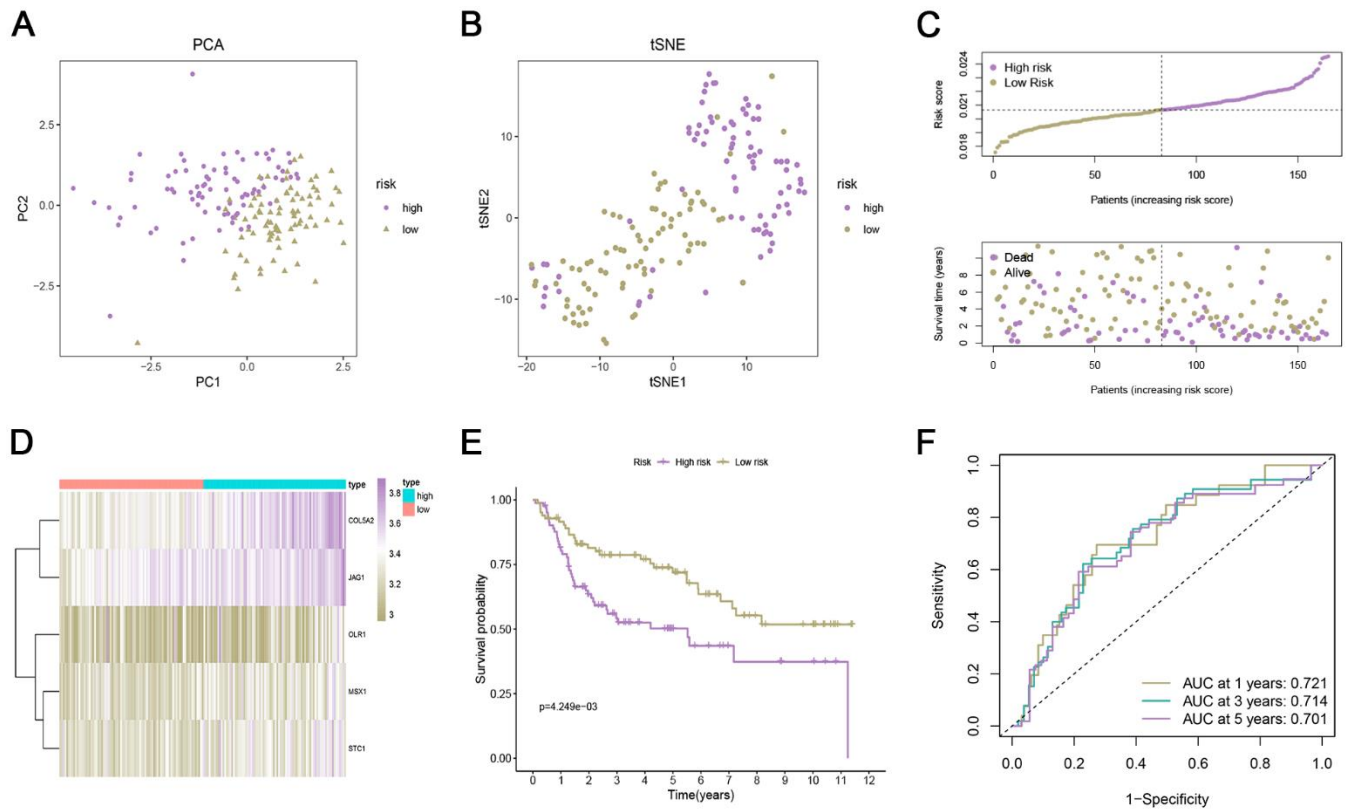 A
PCA
2.5
0.0
−2.5
PC2
−2.5
0.0
2.5
PC1
risk
high
low
B
tSNE
10
0
−10
tSNE2
−20
−10
0
10
tSNE1
risk
high
low
C
High risk
Low Risk
0.024
0.021
0.018
Risk score
0
50
100
150
Patients (increasing risk score)
Dead
Alive
8
6
4
2
0
Survival time (years)
0
50
100
150
Patients (increasing risk score)
D
type
COL5A2
JAG1
OLR1
MSX1
STC1
3.8
3.6
3.4
3.2
3
type
high
low
E
Risk High risk Low risk
1.00
0.75
0.50
0.25
0.00
Survival probability
p=4.249e−03
0 1 2 3 4 5 6 7 8 9 10 11 12
Time(years)
F
1.0
0.8
0.6
0.4
0.2
0.0
Sensitivity
AUC at 1 years: 0.721
AUC at 3 years: 0.714
AUC at 5 years: 0.701
0.0 0.2 0.4 0.6 0.8 1.0
1−Specificity